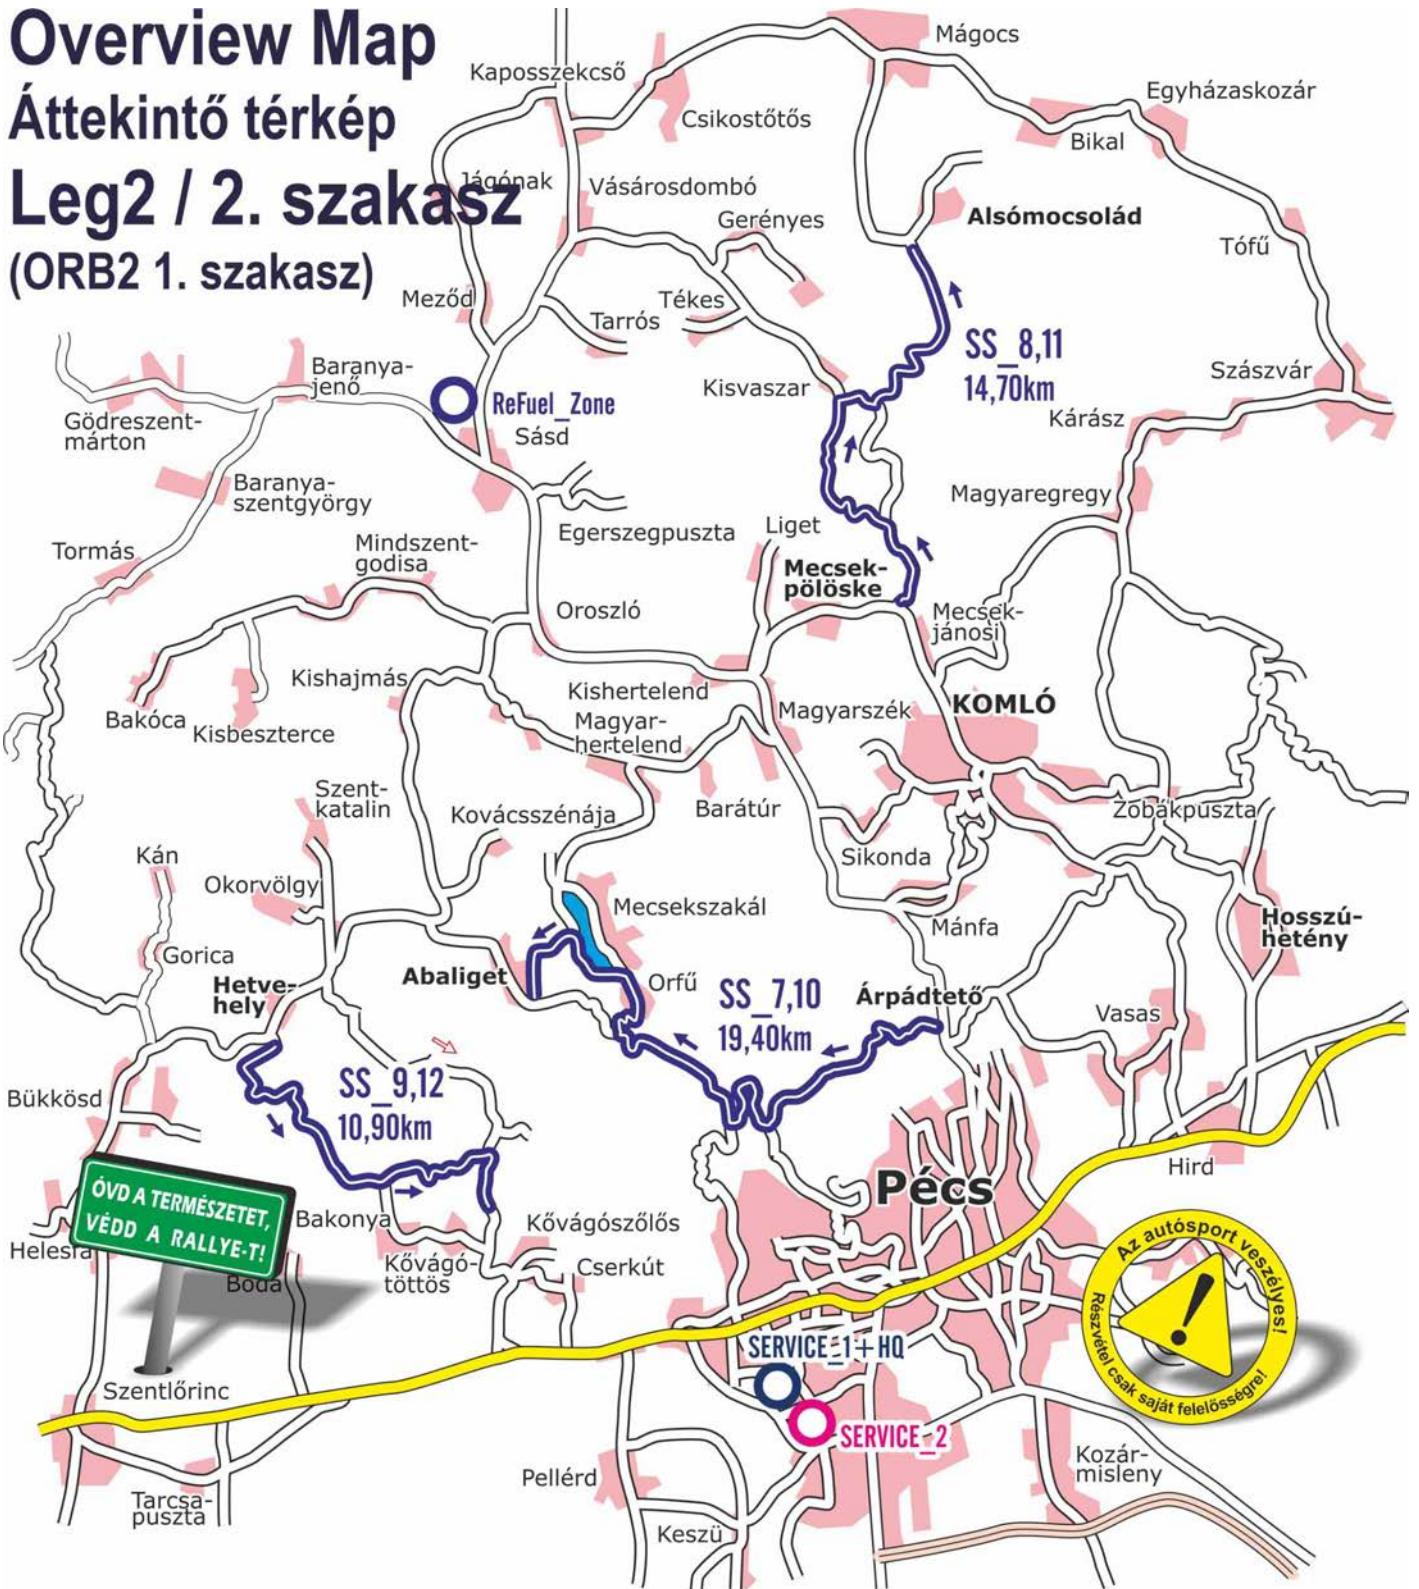 Overview Map
Áttekintő térkép
Leg2 / 2. szakasz
(ORB2 1. szakasz)
Mágocs
Kaposszekcső
Egyházaskozár
Csikostőtős
Bikal
Jágónak
Vásárosdombó
Gerényes
Alsómocsolád
Tófű
Meződ
Tékes
Tarrós
SS_8,11
14,70km
Baranya-
jenő
Kisvaszar
Szászvár
ReFuel_Zone
Sásd
Gödreszent-
márton
Kárász
Baranya-
szentgyörgy
Magyaregregy
Egerszegpuszta
Liget
Tormás
Mindszent-
godisa
Mecsek-
pölöske
Oroszló
Mecsek-
jánosi
Kishajmás
Kishertelend
Bakóca
Kisbeszterce
Magyar-
hertelend
Magyarszék
KOMLÓ
Szent-
katalin
Kovácsszénája
Barátúr
Zobákpuszta
Kán
Sikonda
Okorvölgy
Mecsekszakál
Mánfa
Hosszú-
hetény
Gorica
Hetve-
hely
Abaliget
Orfű
SS_7,10
19,40km
Árpádtető
Vasas
Bükkösd
SS_9,12
10,90km
Hird
Pécs
ÓVD A TERMÉSZETET,
VÉDD A RALLYE-T!
Bakonya
Kővágószőlős
Helesfa
Boda
Kővágó-
töttös
Cserkút
Az autósport veszélyes!
Részvétel csak saját felelősségre!
SERVICE_1+HQ
Szentlőrinc
SERVICE_2
Pellérd
Kozár-
misleny
Tarcsa-
puszta
Keszü